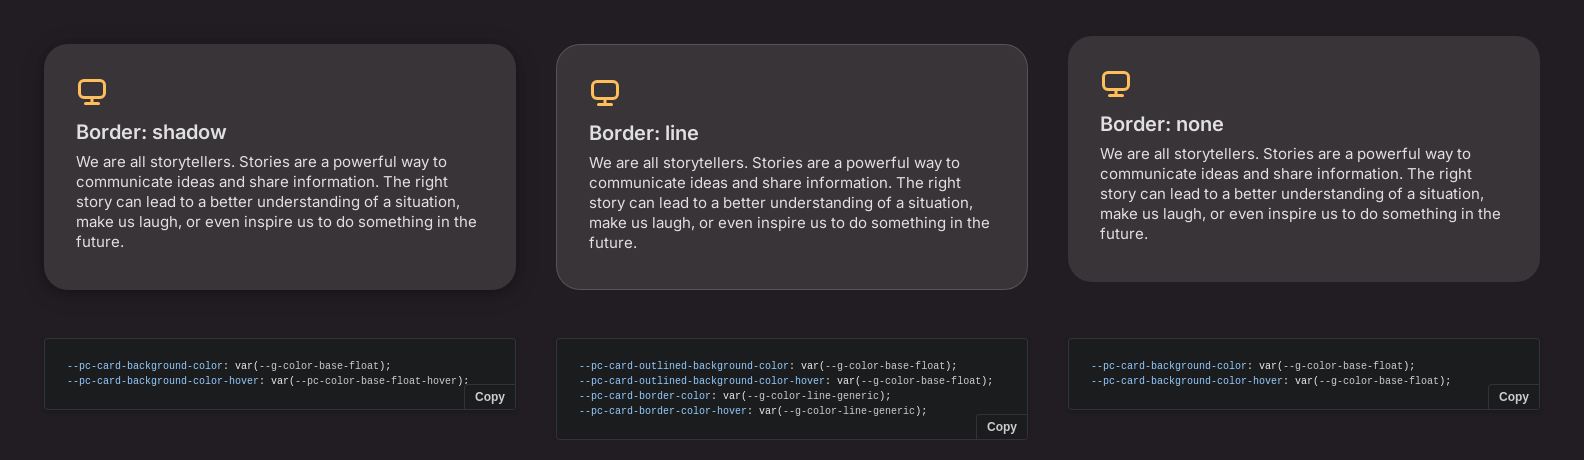 Border: shadow
We are all storytellers. Stories are a powerful way to
communicate ideas and share information. The right
story can lead to a better understanding of a situation,
make us laugh, or even inspire us to do something in the
future.
Border: line
We are all storytellers. Stories are a powerful way to
communicate ideas and share information. The right
story can lead to a better understanding of a situation,
make us laugh, or even inspire us to do something in the
future.
Border: none
We are all storytellers. Stories are a powerful way to
communicate ideas and share information. The right
story can lead to a better understanding of a situation,
make us laugh, or even inspire us to do something in the
future.
--pc-card-background-color: var(--g-color-base-float);
--pc-card-background-color-hover: var(--pc-color-base-float-hover);
Copy
--pc-card-outlined-background-color: var(--g-color-base-float);
--pc-card-outlined-background-color-hover: var(--g-color-base-float);
--pc-card-border-color: var(--g-color-line-generic);
--pc-card-border-color-hover: var(--g-color-line-generic);
Copy
--pc-card-background-color: var(--g-color-base-float);
--pc-card-background-color-hover: var(--g-color-base-float);
Copy